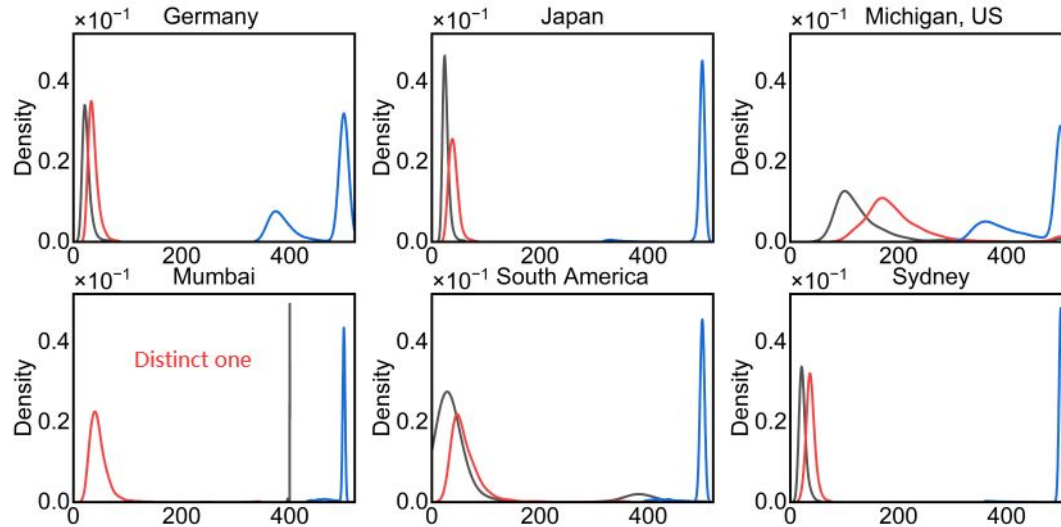 ×10⁻¹ Germany
Density
0.4
0.2
0.0
0 200 400
×10⁻¹ Japan
Density
0.4
0.2
0.0
0 200 400
×10⁻¹ Michigan, US
Density
0.4
0.2
0.0
0 200 400
×10⁻¹ Mumbai
Density
0.4
0.2
0.0
Distinct one
0 200 400
×10⁻¹ South America
Density
0.4
0.2
0.0
0 200 400
×10⁻¹ Sydney
Density
0.4
0.2
0.0
0 200 400